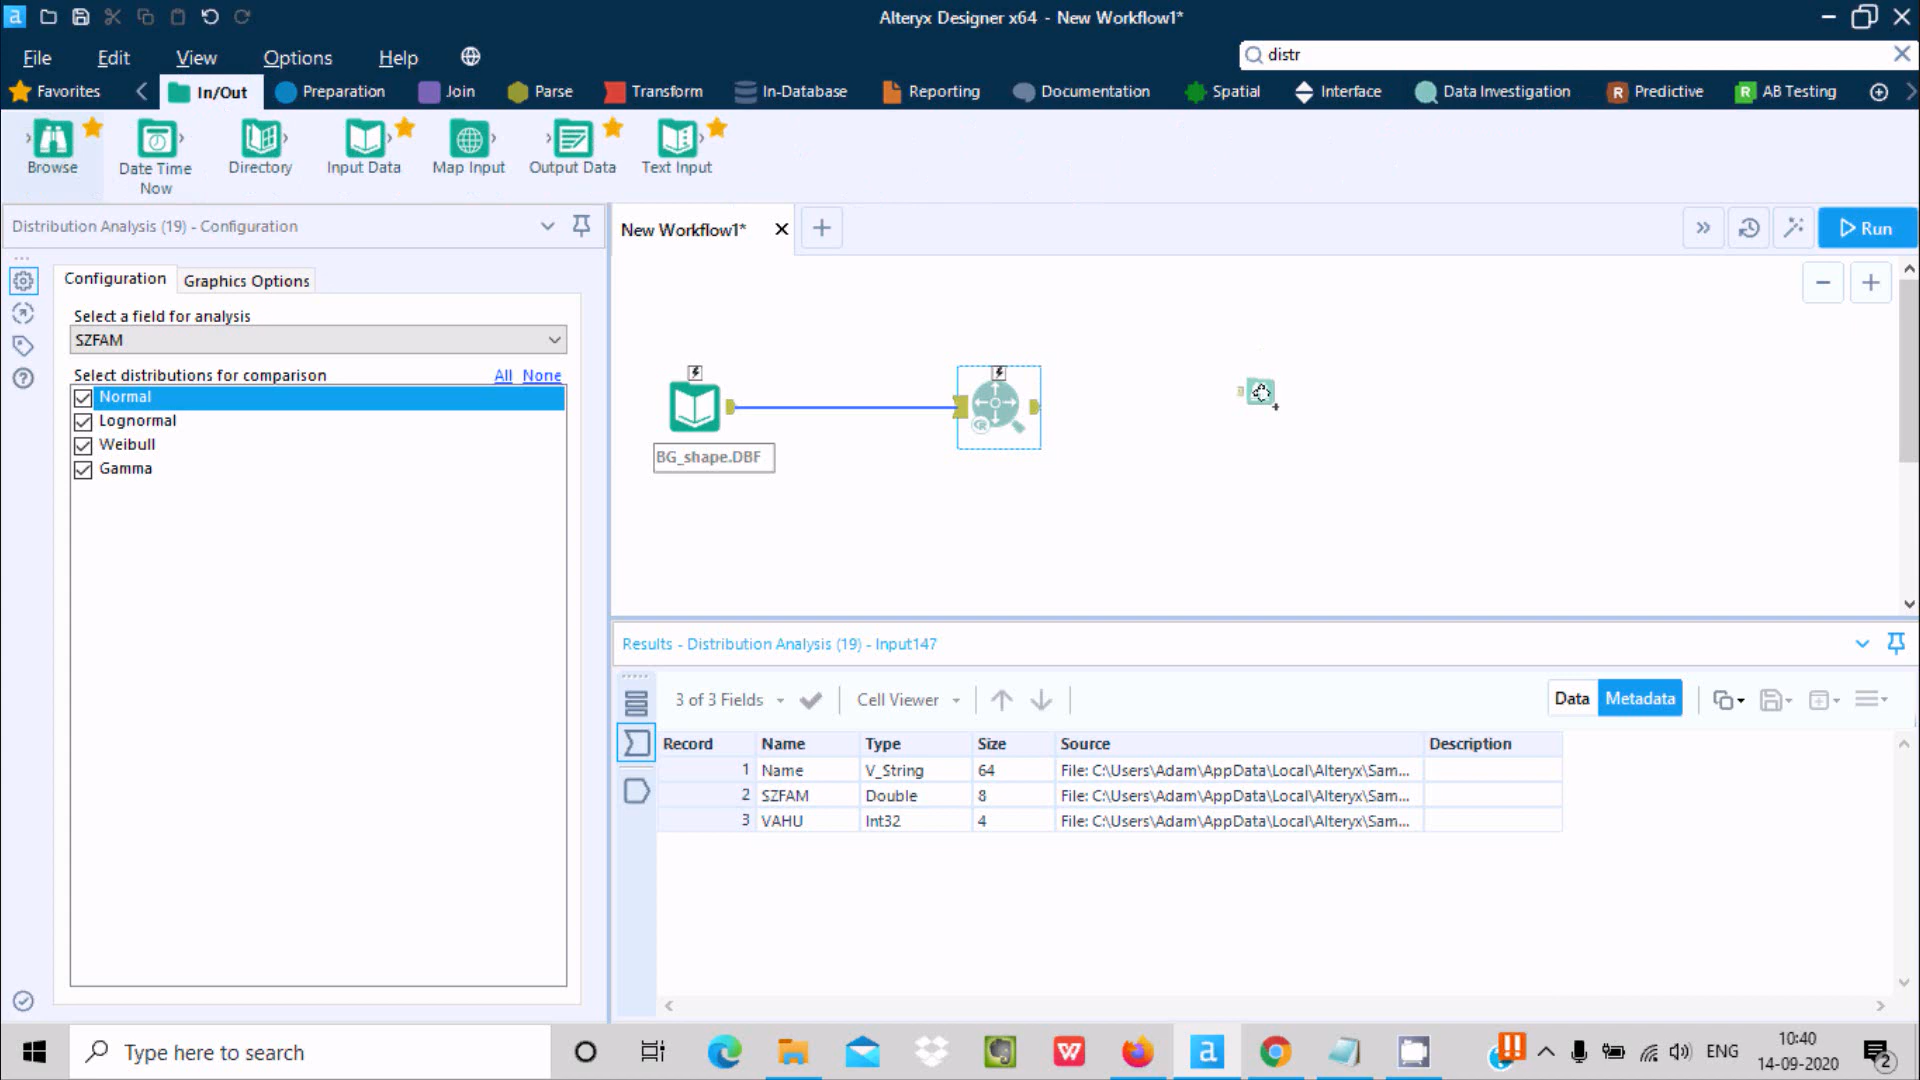 Alteryx Designer x64 - New Workflow1*
File Edit View Options Help
distr
Favorites In/Out Preparation Join Parse Transform In-Database Reporting Documentation Spatial Interface Data Investigation Predictive AB Testing
Browse Date Time Now Directory Input Data Map Input Output Data Text Input
Distribution Analysis (19) - Configuration
New Workflow1*
Run
Configuration Graphics Options
Select a field for analysis
SZFAM
Select distributions for comparison All None
Normal
Lognormal
Weibull
Gamma
BG_shape.DBF
Results - Distribution Analysis (19) - Input147
3 of 3 Fields Cell Viewer Data Metadata
Record Name Type Size Source Description
1 Name V_String 64 File: C:\Users\Adam\AppData\Local\Alteryx\Sam...
2 SZFAM Double 8 File: C:\Users\Adam\AppData\Local\Alteryx\Sam...
3 VAHU Int32 4 File: C:\Users\Adam\AppData\Local\Alteryx\Sam...
Type here to search
ENG
10:40
14-09-2020
2